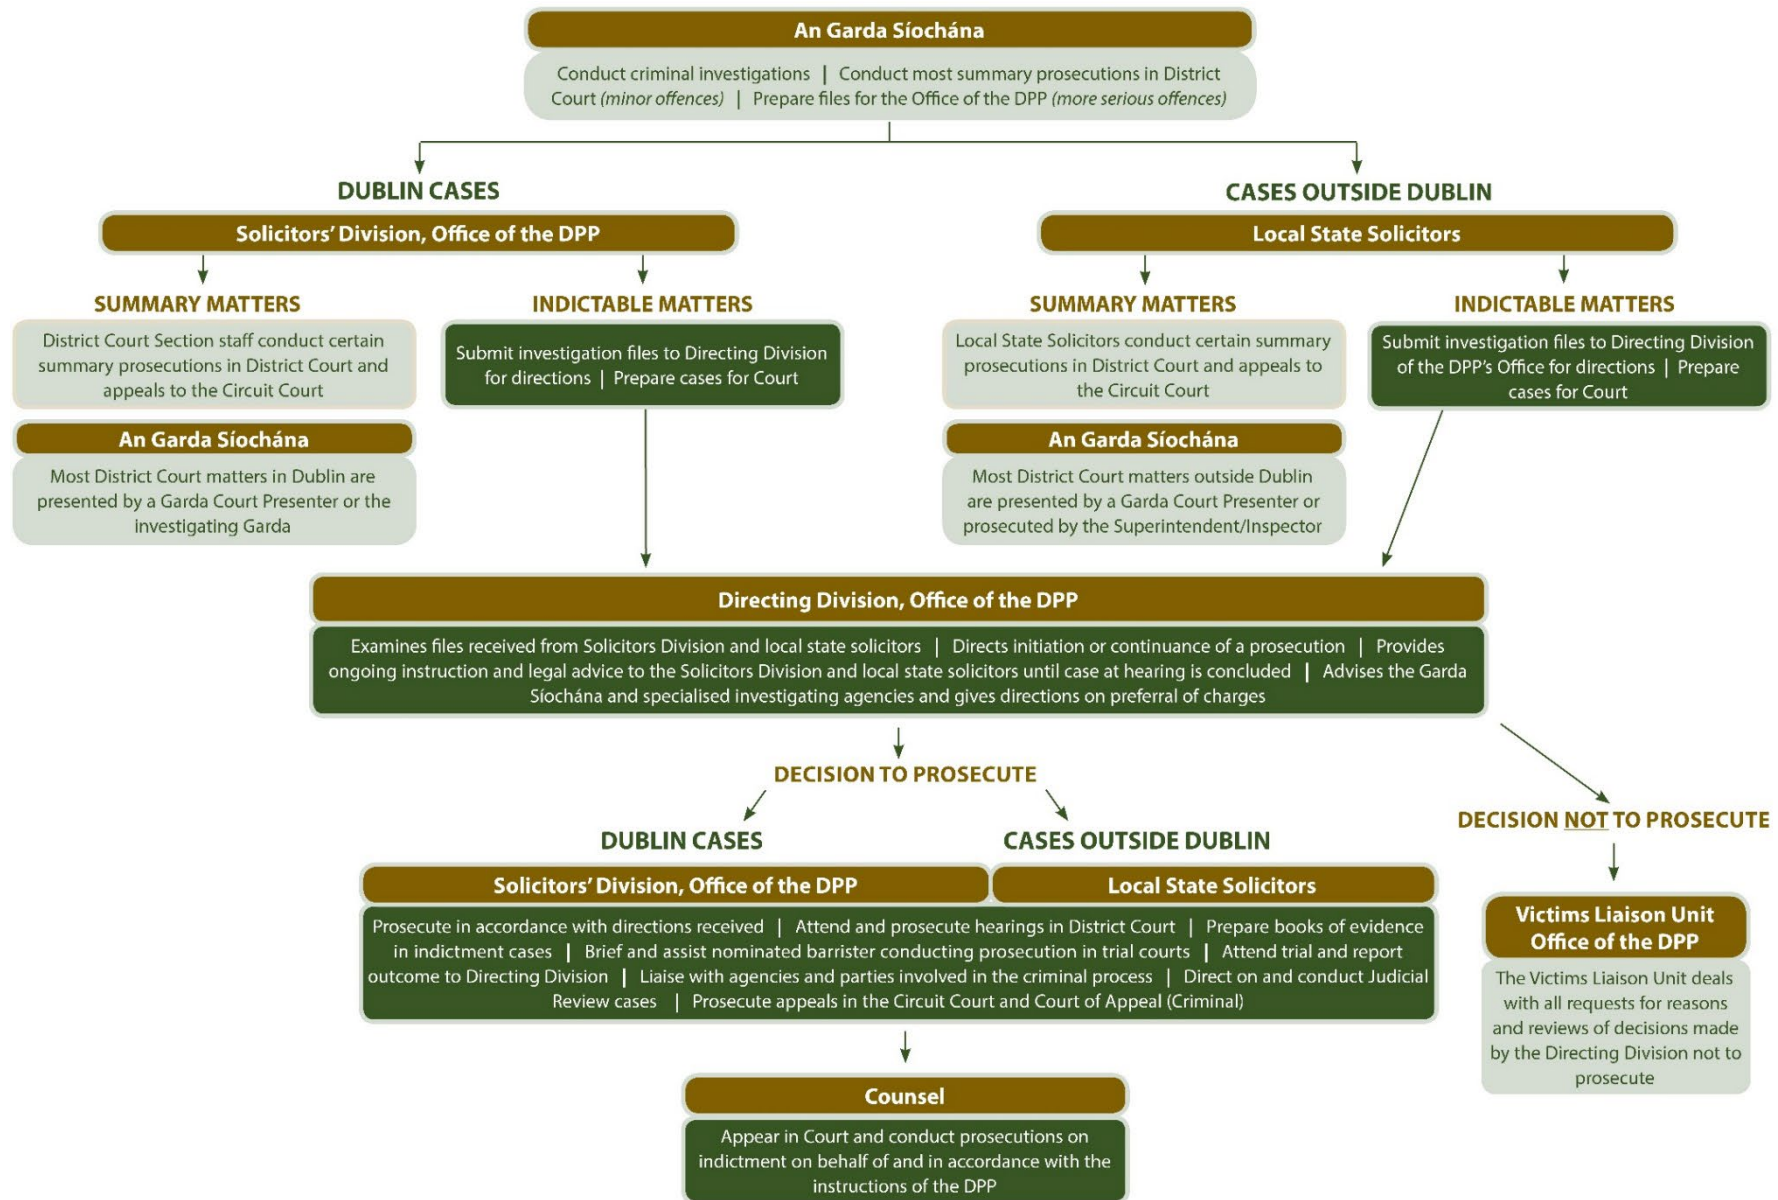 An Garda Síochána
Conduct criminal investigations | Conduct most summary prosecutions in District
Court (minor offences) | Prepare files for the Office of the DPP (more serious offences)
DUBLIN CASES
Solicitors' Division, Office of the DPP
SUMMARY MATTERS
District Court Section staff conduct certain
summary prosecutions in District Court and
appeals to the Circuit Court
An Garda Síochána
Most District Court matters in Dublin are
presented by a Garda Court Presenter or the
investigating Garda
INDICTABLE MATTERS
Submit investigation files to Directing Division
for directions | Prepare cases for Court
CASES OUTSIDE DUBLIN
Local State Solicitors
SUMMARY MATTERS
Local State Solicitors conduct certain summary
prosecutions in District Court and appeals to
the Circuit Court
An Garda Síochána
Most District Court matters outside Dublin
are presented by a Garda Court Presenter or
prosecuted by the Superintendent/Inspector
INDICTABLE MATTERS
Submit investigation files to Directing Division
of the DPP's Office for directions | Prepare
cases for Court
Directing Division, Office of the DPP
Examines files received from Solicitors Division and local state solicitors | Directs initiation or continuance of a prosecution | Provides
ongoing instruction and legal advice to the Solicitors Division and local state solicitors until case at hearing is concluded | Advises the Garda
Síochána and specialised investigating agencies and gives directions on preferral of charges
DECISION TO PROSECUTE
DUBLIN CASES
CASES OUTSIDE DUBLIN
Solicitors' Division, Office of the DPP
Local State Solicitors
Prosecute in accordance with directions received | Attend and prosecute hearings in District Court | Prepare books of evidence
in indictment cases | Brief and assist nominated barrister conducting prosecution in trial courts | Attend trial and report
outcome to Directing Division | Liaise with agencies and parties involved in the criminal process | Direct on and conduct Judicial
Review cases | Prosecute appeals in the Circuit Court and Court of Appeal (Criminal)
Counsel
Appear in Court and conduct prosecutions on
indictment on behalf of and in accordance with the
instructions of the DPP
DECISION NOT TO PROSECUTE
Victims Liaison Unit
Office of the DPP
The Victims Liaison Unit deals
with all requests for reasons
and reviews of decisions made
by the Directing Division not to
prosecute